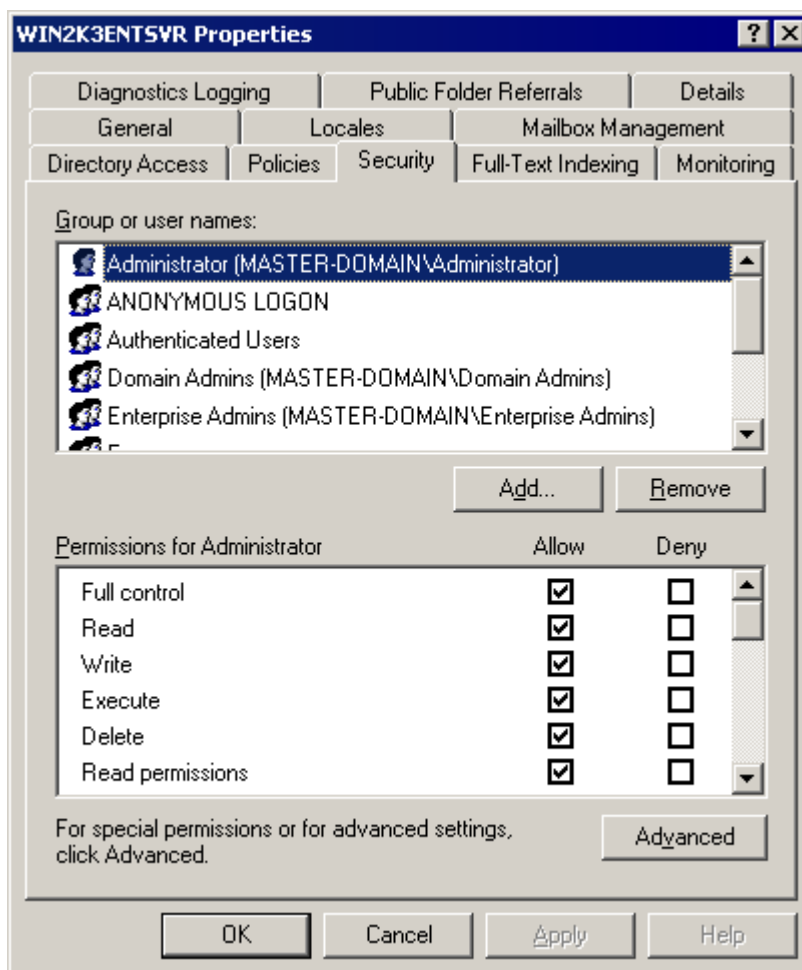 WIN2K3ENTSVR Properties
Diagnostics Logging Public Folder Referrals Details
General Locales Mailbox Management
Directory Access Policies Security Full-Text Indexing Monitoring
Group or user names:
Administrator (MASTER-DOMAIN\Administrator)
ANONYMOUS LOGON
Authenticated Users
Domain Admins (MASTER-DOMAIN\Domain Admins)
Enterprise Admins (MASTER-DOMAIN\Enterprise Admins)
Add... Remove
Permissions for Administrator Allow Deny
Full control
Read
Write
Execute
Delete
Read permissions
For special permissions or for advanced settings,
click Advanced.
Advanced
OK Cancel Apply Help